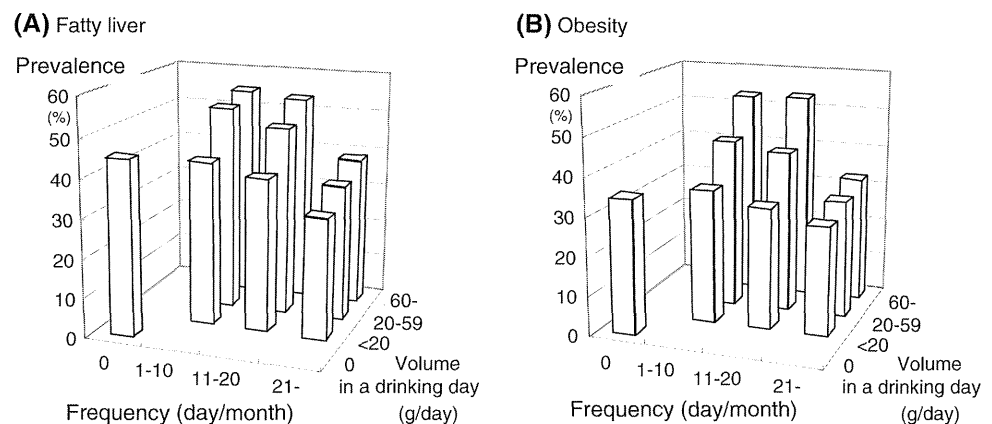 (A) Fatty liver
Prevalence
60
(%)
50
40
30
20
10
0
0
1-10
11-20
21-
Frequency (day/month)
60-
20-59
<20
0
Volume
in a drinking day
(g/day)
(B) Obesity
Prevalence
60
(%)
50
40
30
20
10
0
0
1-10
11-20
21-
Frequency (day/month)
60-
20-59
<20
0
Volume
in a drinking day
(g/day)